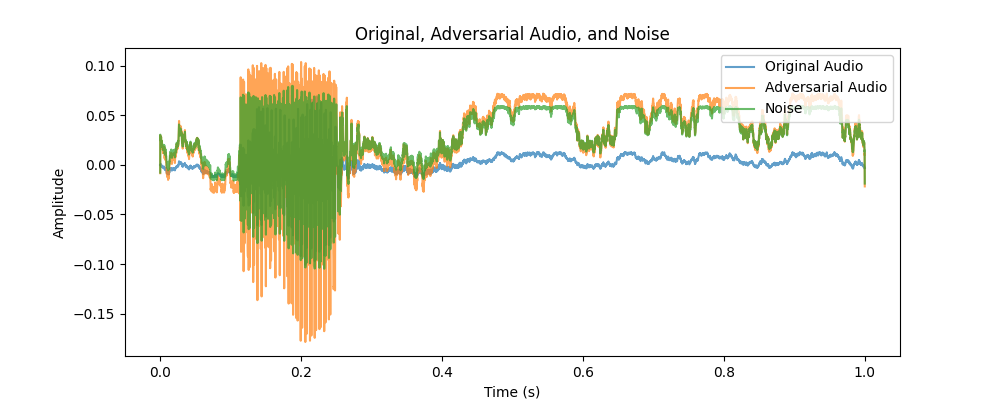 Original, Adversarial Audio, and Noise
Original Audio
Adversarial Audio
Noise
Amplitude
0.10
0.05
0.00
−0.05
−0.10
−0.15
0.0 0.2 0.4 0.6 0.8 1.0
Time (s)